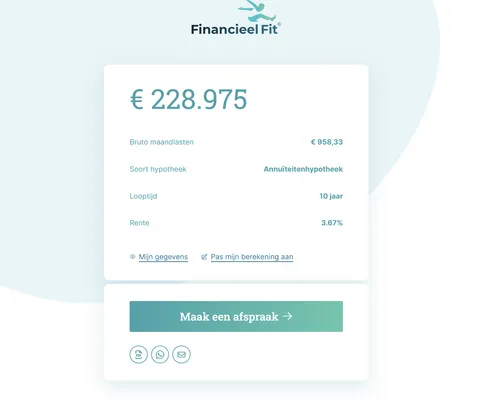 Financieel Fit®
€ 228.975
Bruto maandlasten € 958,33
Soort hypotheek Annuïteitenhypotheek
Looptijd 10 jaar
Rente 3.67%
Mijn gegevens Pas mijn berekening aan
Maak een afspraak →